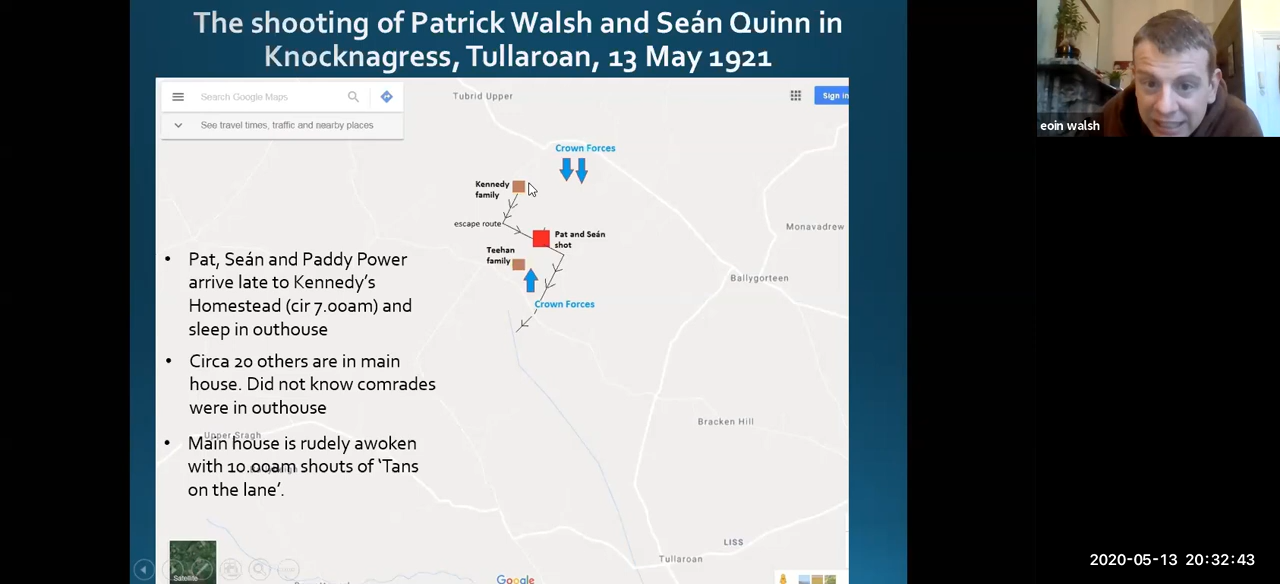 The shooting of Patrick Walsh and Seán Quinn in
Knocknagress, Tullaroan, 13 May 1921
Search Google Maps
See travel times, traffic and nearby places
Tubrid Upper
Sign in
Crown Forces
Kennedy
family
escape route
Pat and Seán
shot
Teehan
family
Crown Forces
Monavadrew
Ballygorteen
Bracken Hill
LISS
Tullaroan
Upper Sragh
• Pat, Seán and Paddy Power
arrive late to Kennedy's
Homestead (cir 7.00am) and
sleep in outhouse
• Circa 20 others are in main
house. Did not know comrades
were in outhouse
• Main house is rudely awoken
with 10.00am shouts of 'Tans
on the lane'.
Satellite
Google
eoin walsh
2020-05-13 20:32:43